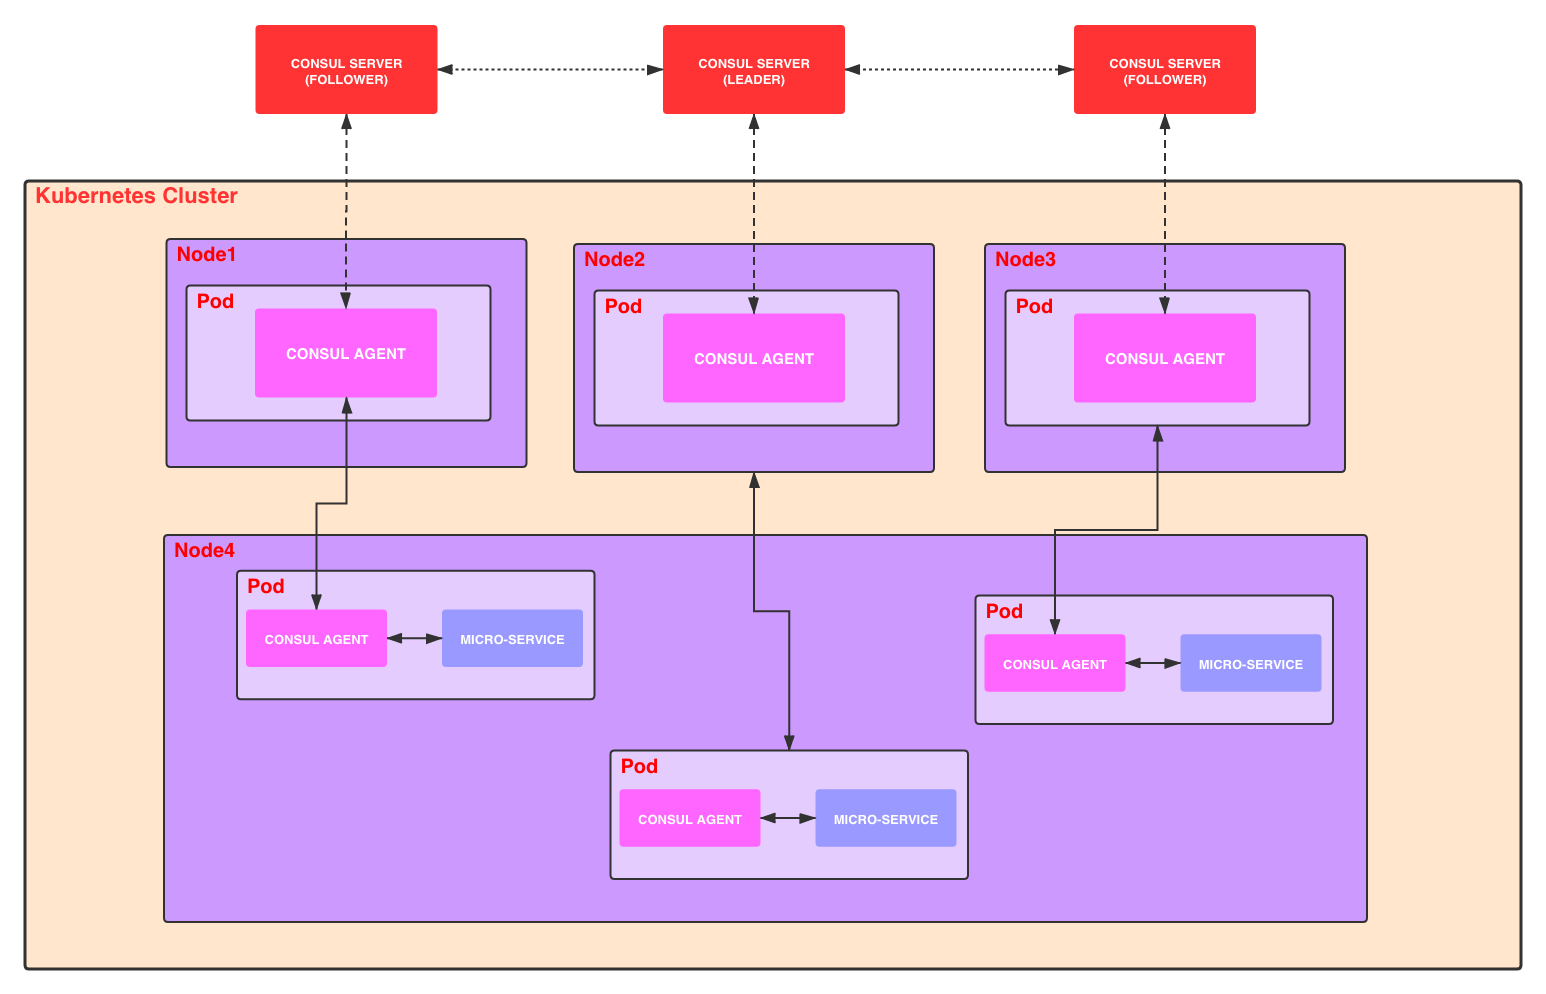 CONSUL SERVER
(FOLLOWER)
CONSUL SERVER
(LEADER)
CONSUL SERVER
(FOLLOWER)
Kubernetes Cluster
Node1
Pod
CONSUL AGENT
Node2
Pod
CONSUL AGENT
Node3
Pod
CONSUL AGENT
Node4
Pod
CONSUL AGENT
MICRO-SERVICE
Pod
CONSUL AGENT
MICRO-SERVICE
Pod
CONSUL AGENT
MICRO-SERVICE